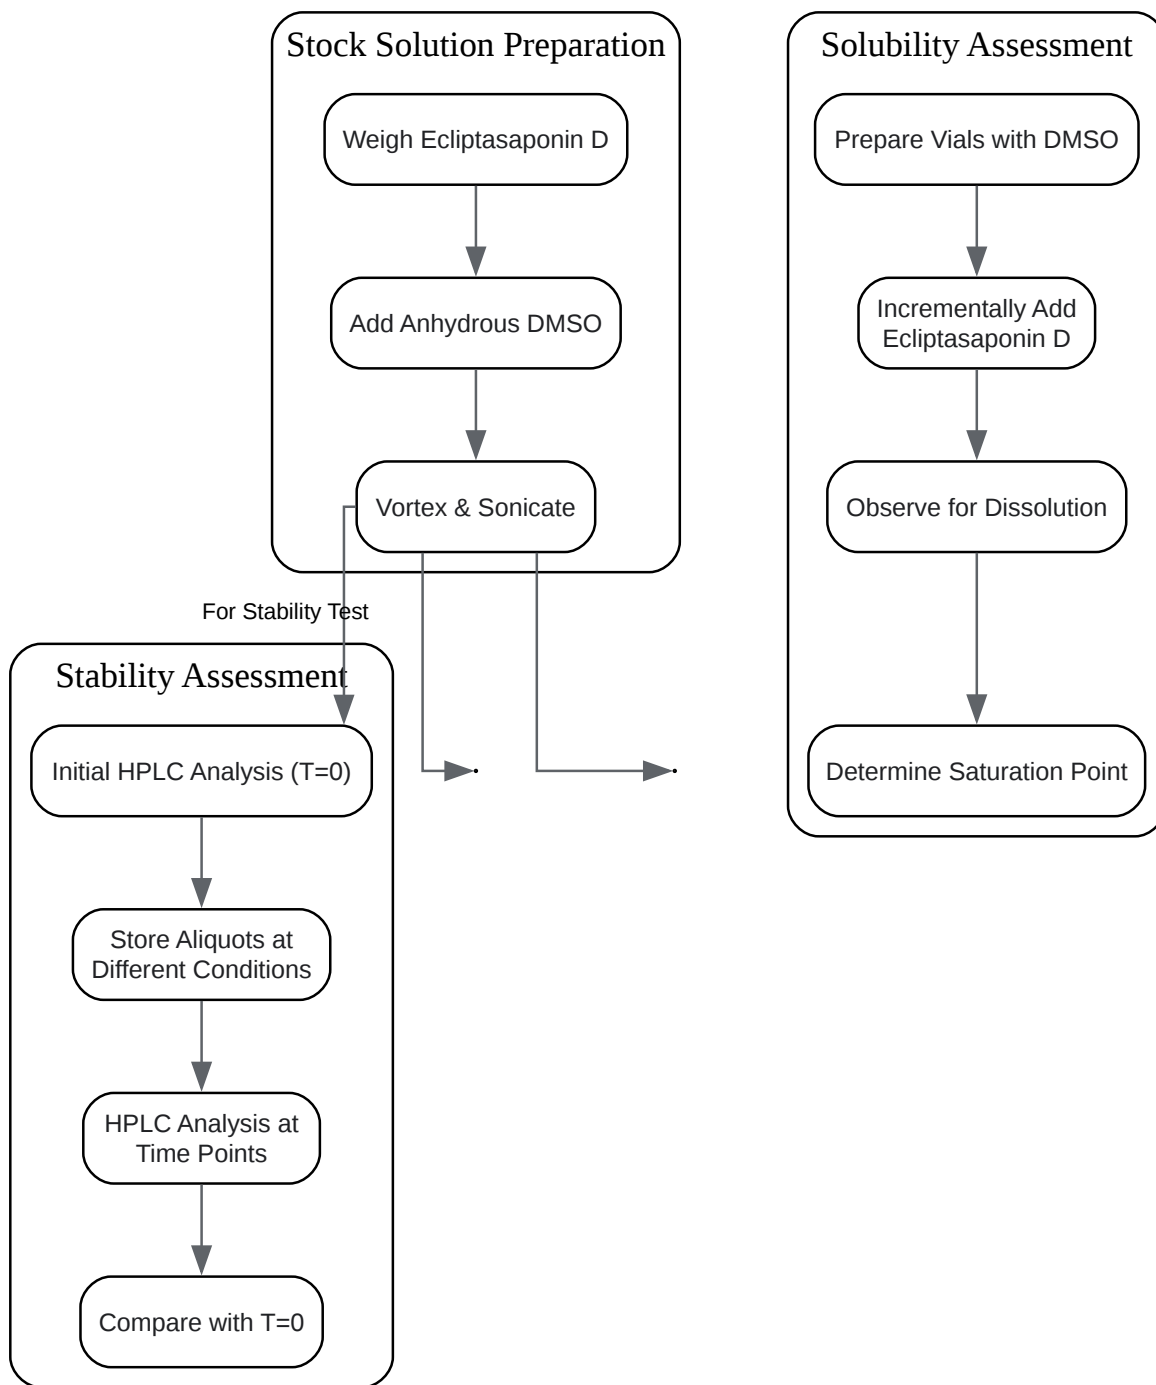 Stock Solution Preparation
Weigh Ecliptasaponin D
Add Anhydrous DMSO
Vortex & Sonicate
For Stability Test
Stability Assessment
Initial HPLC Analysis (T=0)
Store Aliquots at
Different Conditions
HPLC Analysis at
Time Points
Compare with T=0
Solubility Assessment
Prepare Vials with DMSO
Incrementally Add
Ecliptasaponin D
Observe for Dissolution
Determine Saturation Point